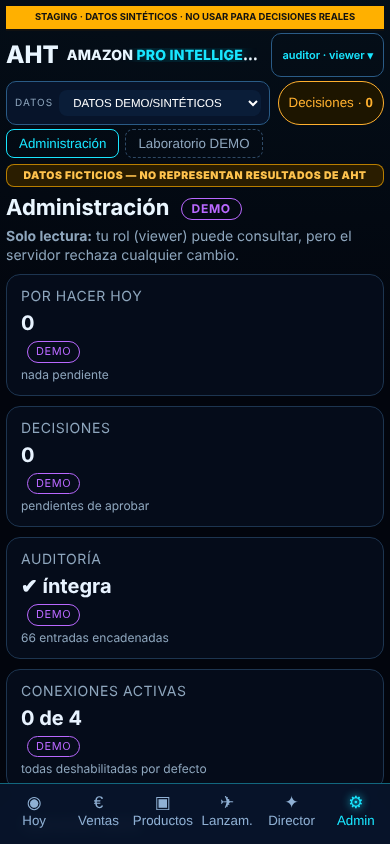 STAGING · DATOS SINTÉTICOS · NO USAR PARA DECISIONES REALES
AHT AMAZON PRO INTELLIGE... auditor · viewer ▾
DATOS DATOS DEMO/SINTÉTICOS Decisiones · 0
Administración Laboratorio DEMO
DATOS FICTICIOS — NO REPRESENTAN RESULTADOS DE AHT
Administración DEMO
Solo lectura: tu rol (viewer) puede consultar, pero el
servidor rechaza cualquier cambio.
POR HACER HOY
0
DEMO
nada pendiente
DECISIONES
0
DEMO
pendientes de aprobar
AUDITORÍA
✔ íntegra
DEMO
66 entradas encadenadas
CONEXIONES ACTIVAS
0 de 4
DEMO
todas deshabilitadas por defecto
Hoy Ventas Productos Lanzam. Director Admin